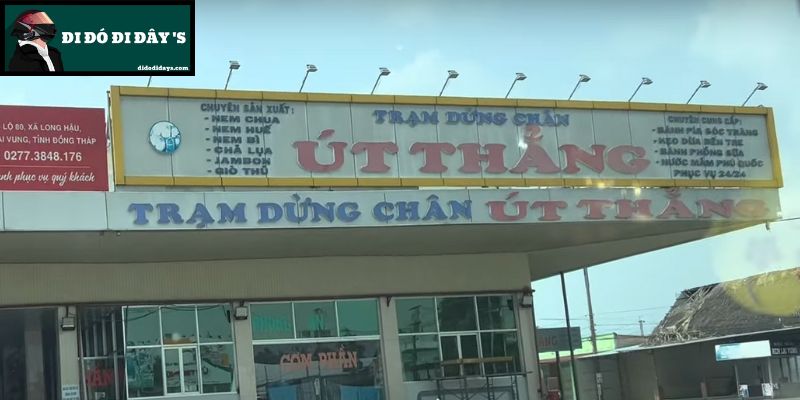 ĐI ĐÓ ĐI ĐÂY'S
didodidays.com
LỘ 80, XÃ LONG HẬU,
VUNG, TỈNH ĐỒNG THÁP
0277.3848.176
phục vụ quý khách
CHUYÊN SẢN XUẤT:
- NEM CHUA
- NEM HUẾ
- NEM BÌ
- CHẢ LỤA
- JAMBON
- GIÒ THỦ
TRẠM DỪNG CHÂN
ÚT THẲNG
CHUYÊN CUNG CẤP:
- BÁNH PÍA SÓC TRĂNG
- KẸO DỪA BẾN TRE
- BÁNH PHỒNG SỮA
- NƯỚC MẮM PHÚ QUỐC
PHỤC VỤ 24/24
TRẠM DỪNG CHÂN ÚT THẲNG
CƠM PHẦN